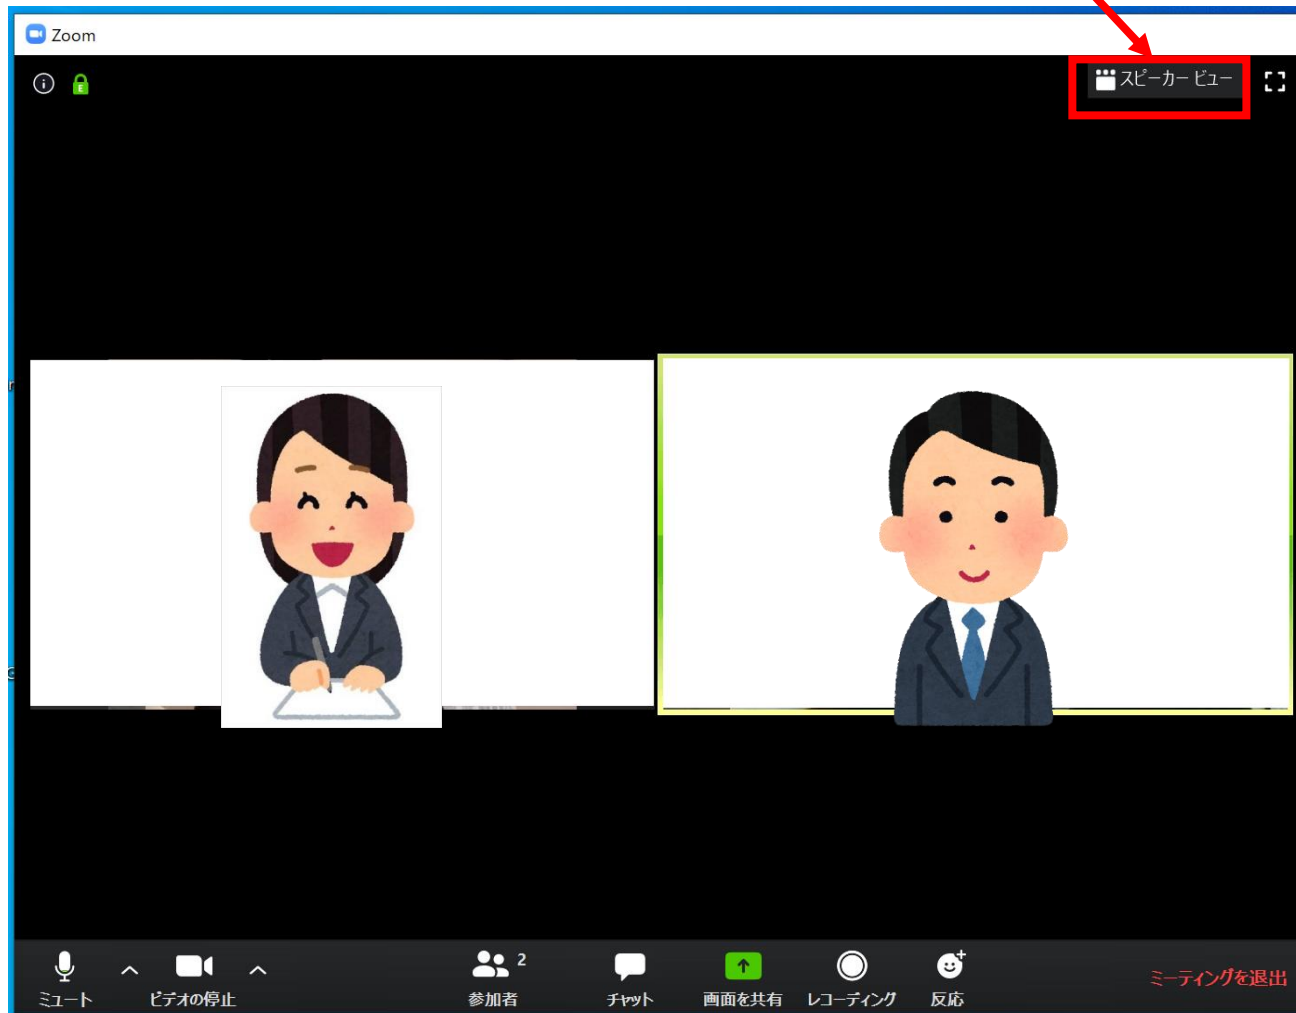 Zoom
スピーカー ビュー
ミュート
ビデオの停止
参加者
2
チャット
画面を共有
レコーディング
反応
ミーティングを退出